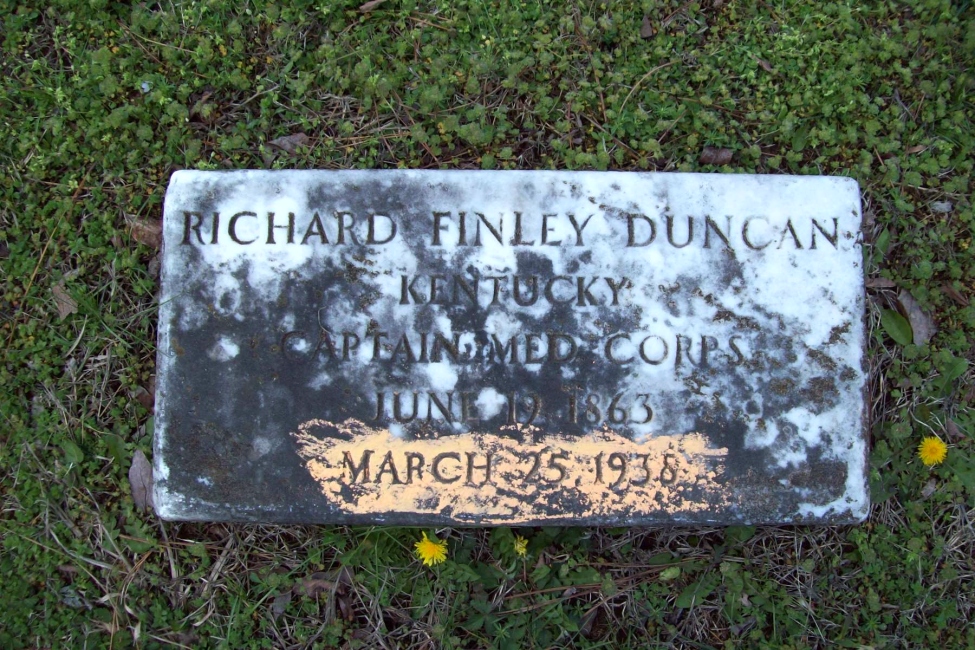 RICHARD FINLEY DUNCAN
KENTUCKY
CAPTAIN MED CORPS
JUNE 19 1863
MARCH 25 1938